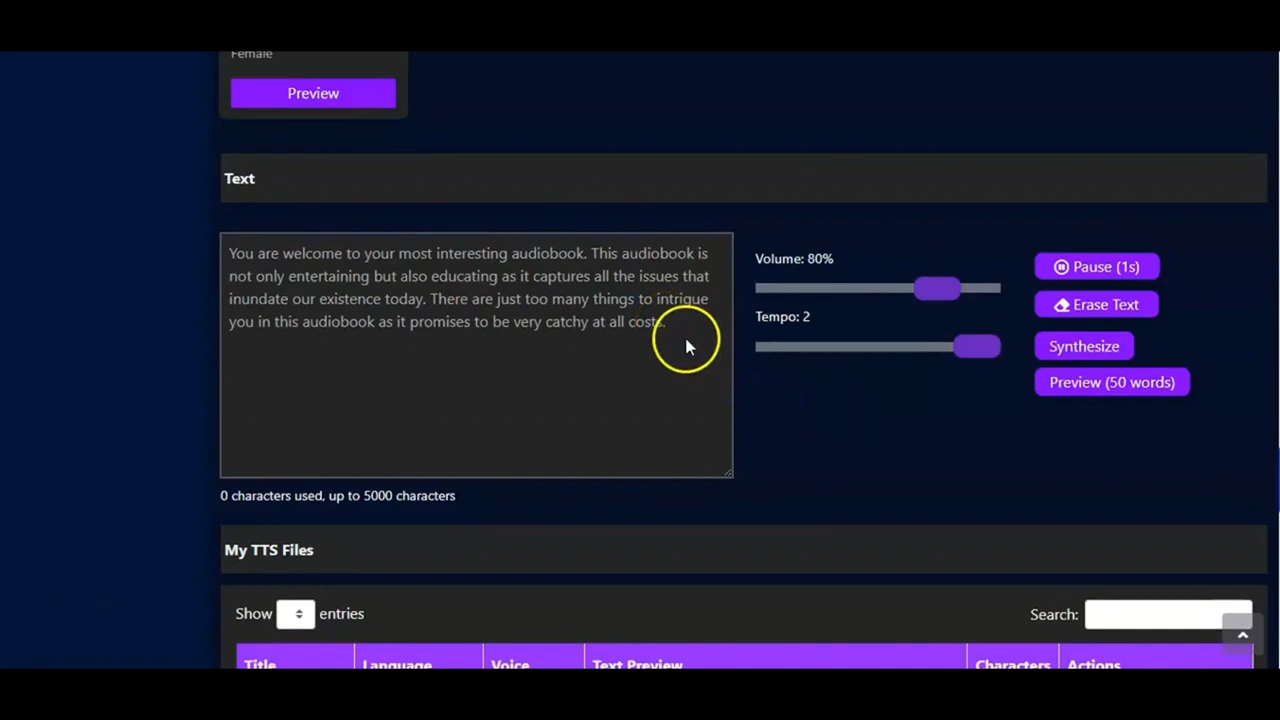 Female
Preview
Text
You are welcome to your most interesting audiobook. This audiobook is
not only entertaining but also educating as it captures all the issues that
inundate our existence today. There are just too many things to intrigue
you in this audiobook as it promises to be very catchy at all costs.
Volume: 80%
Tempo: 2
Pause (1s)
Erase Text
Synthesize
Preview (50 words)
0 characters used, up to 5000 characters
My TTS Files
Show entries
Search:
Title Language Voice Text Preview Characters Actions